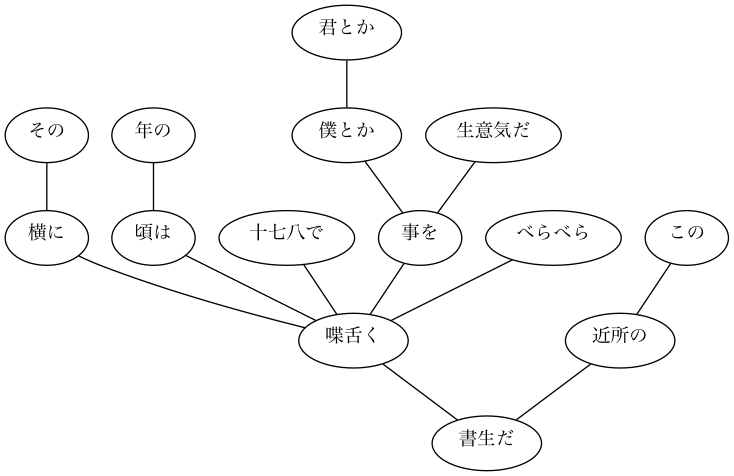 君とか
その
年の
僕とか
生意気だ
横に
頃は
十七八で
事を
べらべら
この
喋舌く
近所の
書生だ